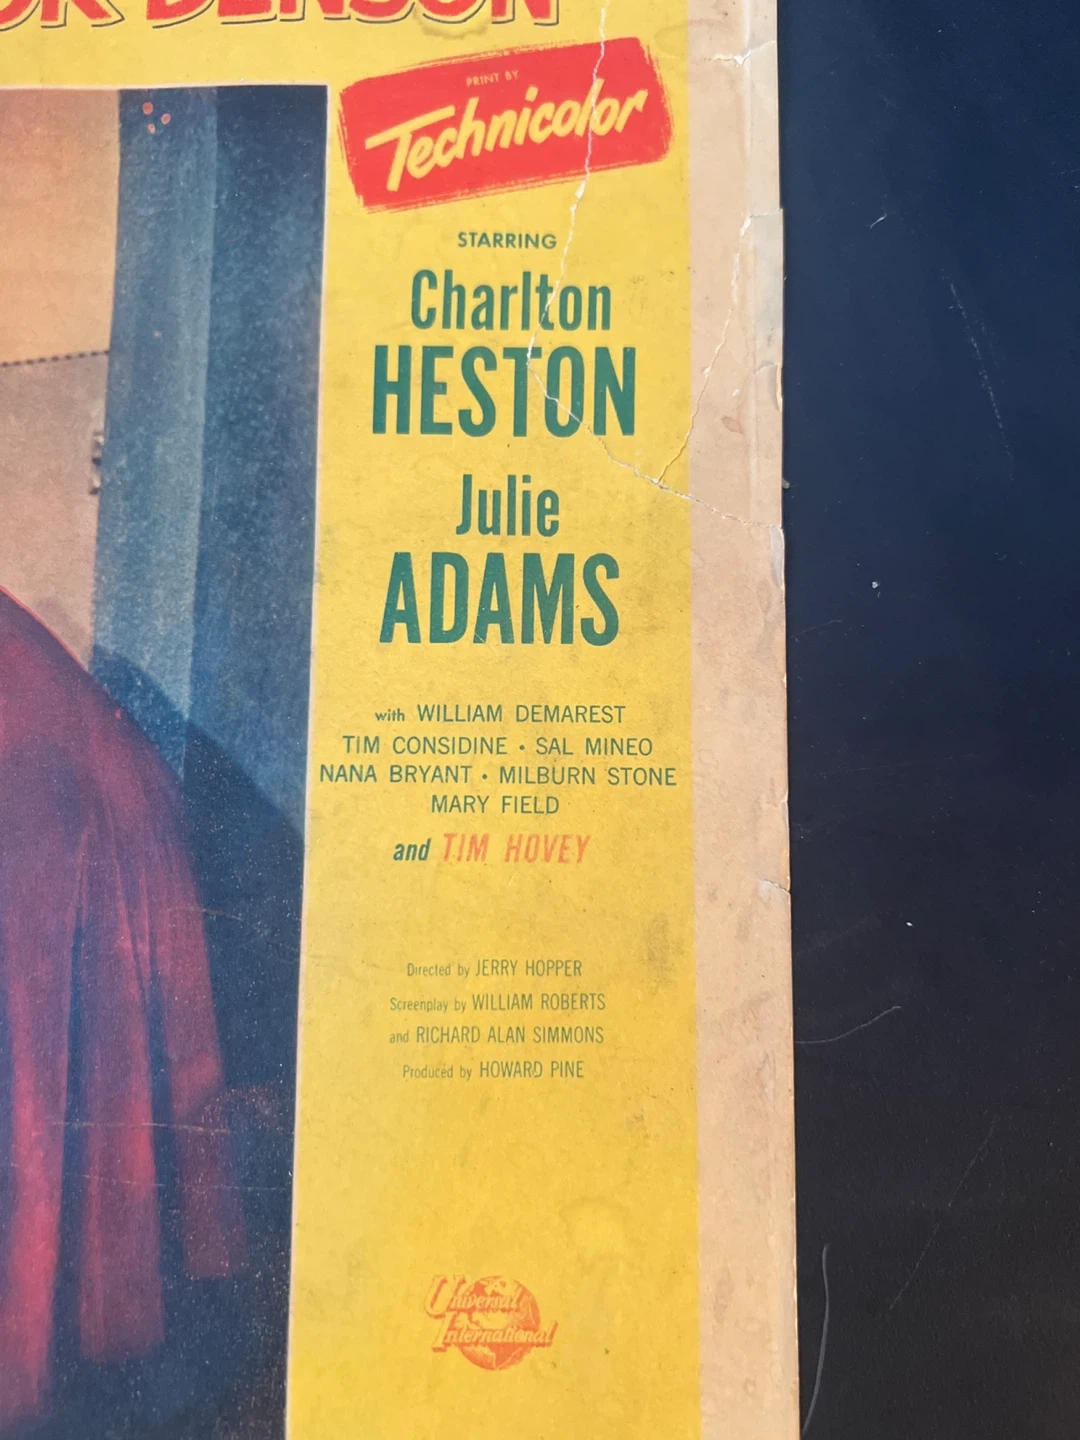 BENSON
PRINT BY
Technicolor
STARRING
Charlton
HESTON
Julie
ADAMS
with WILLIAM DEMAREST
TIM CONSIDINE • SAL MINEO
NANA BRYANT • MILBURN STONE
MARY FIELD
and TIM HOVEY
Directed by JERRY HOPPER
Screenplay by WILLIAM ROBERTS
and RICHARD ALAN SIMMONS
Produced by HOWARD PINE
Universal
International